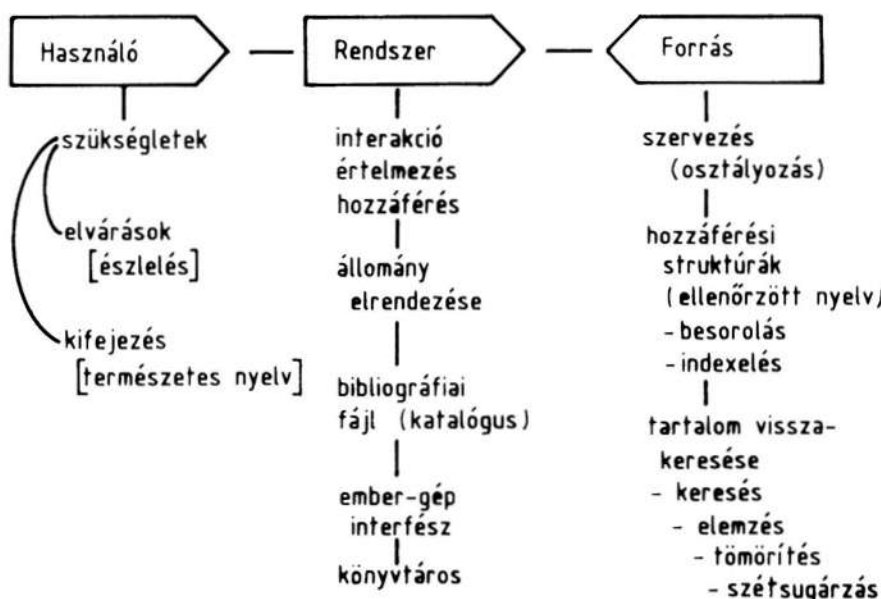 Használó
szükségletek
elvárások
[észlelés]
kifejezés
[természetes nyelv]
Rendszer
interakció
értelmezés
hozzáférés
állomány
elrendezése
bibliográfiai
fájl (katalógus)
ember-gép
interfész
könyvtáros
Forrás
szervezés
(osztályozás)
hozzáférési
struktúrák
(ellenőrzött nyelv)
- besorolás
- indexelés
tartalom vissza-
keresése
- keresés
- elemzés
- tömörítés
- szétsugárzás